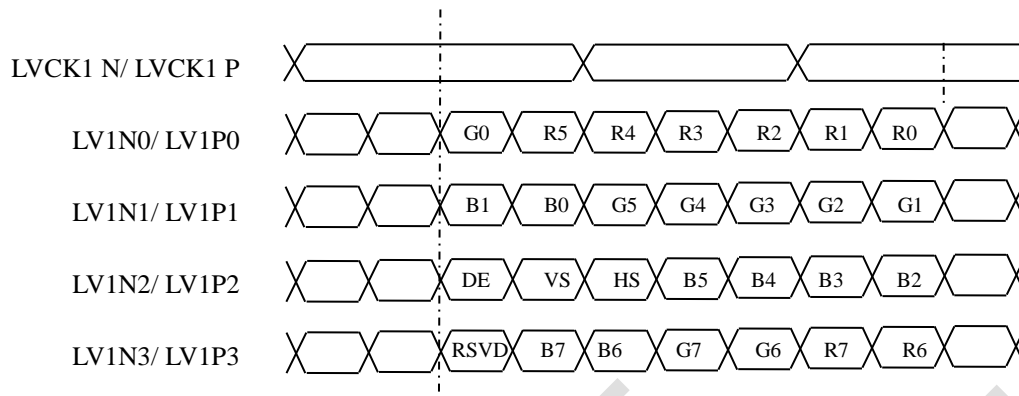 LVCK1 N/ LVCK1 P
LV1N0/ LV1P0 G0 R5 R4 R3 R2 R1 R0
LV1N1/ LV1P1 B1 B0 G5 G4 G3 G2 G1
LV1N2/ LV1P2 DE VS HS B5 B4 B3 B2
LV1N3/ LV1P3 RSVD B7 B6 G7 G6 R7 R6